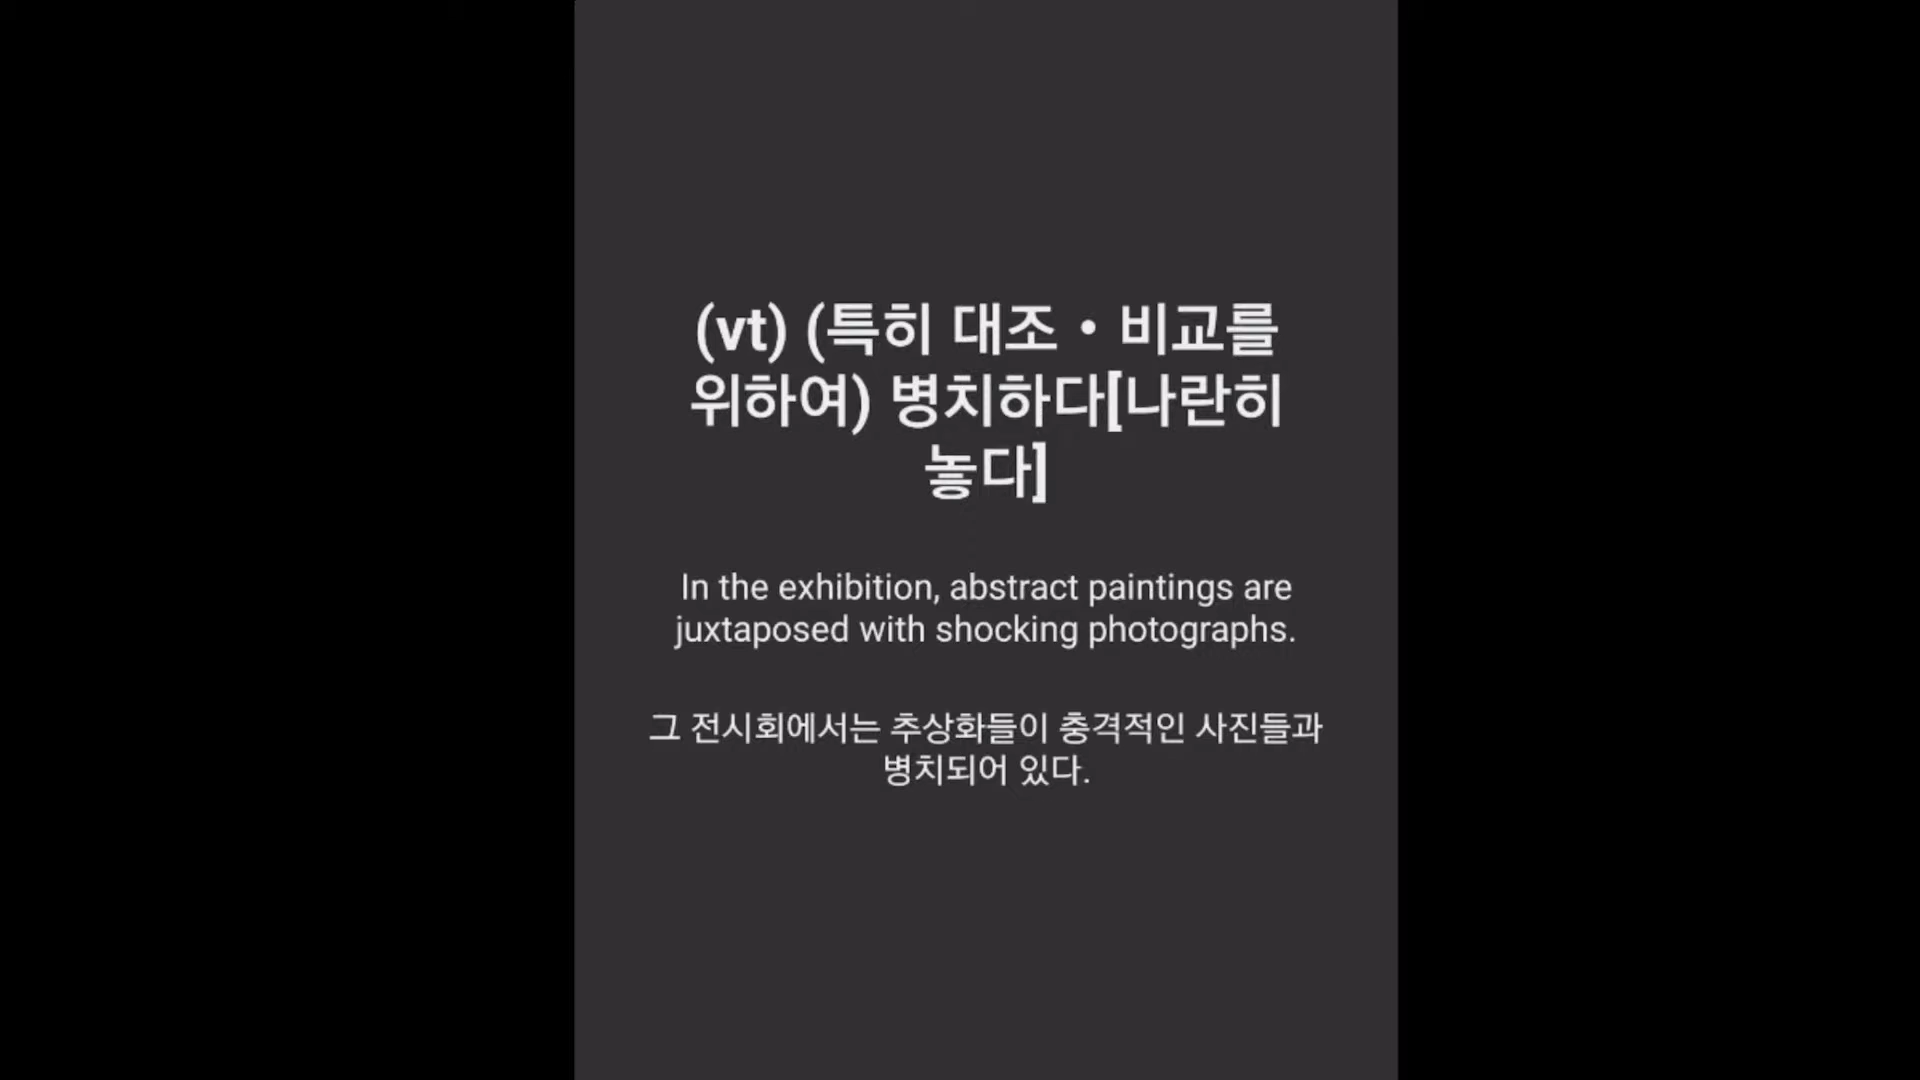 (vt) (특히 대조・비교를
위하여) 병치하다[나란히
놓다]
In the exhibition, abstract paintings are
juxtaposed with shocking photographs.
그 전시회에서는 추상화들이 충격적인 사진들과
병치되어 있다.